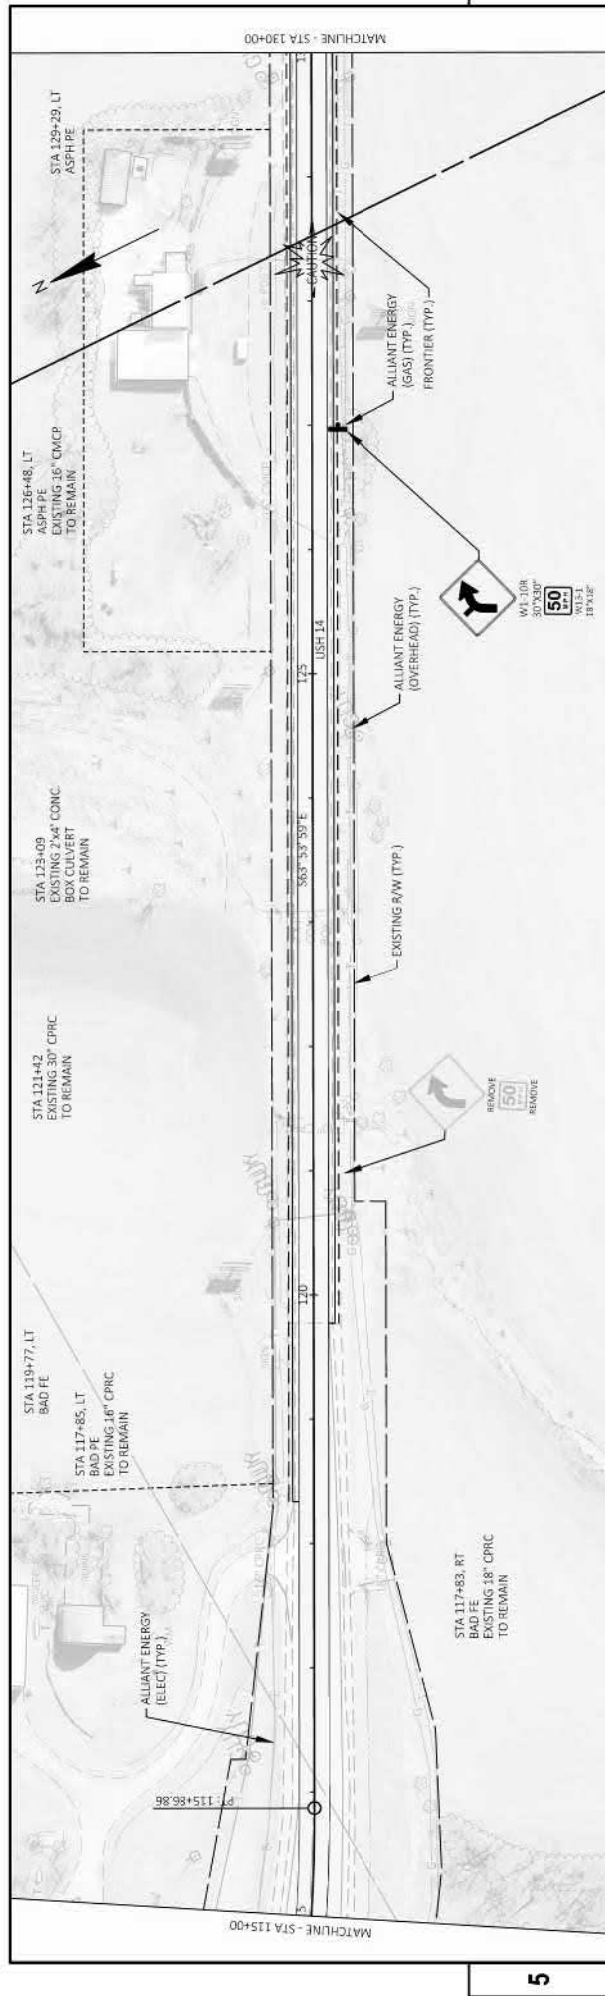 MATCHLINE - STA 115+00
PT: 115+86.86
ALLIANT ENERGY
(ELEC) (TYP.)
STA 117+85, LT
BAD PE
EXISTING 16" CPRC
TO REMAIN
STA 119+77, LT
BAD FE
STA 117+83, RT
BAD FE
EXISTING 18" CPRC
TO REMAIN
120
STA 121+42
EXISTING 30" CPRC
TO REMAIN
REMOVE
50
REMOVE
STA 123+09
EXISTING 2'x4' CONC.
BOX CULVERT
TO REMAIN
S63° 53' 59"E
EXISTING R/W (TYP.)
125
USH 14
ALLIANT ENERGY
(OVERHEAD) (TYP.)
STA 126+48, LT
ASPH PE
EXISTING 16" CMCP
TO REMAIN
W1-10R
30"X30"
50
MPH
W13-1
18"X18"
ALLIANT ENERGY
(GAS) (TYP.)
FRONTIER (TYP.)
CAUTION
N
STA 129+29, LT
ASPH PE
MATCHLINE - STA 130+00
5